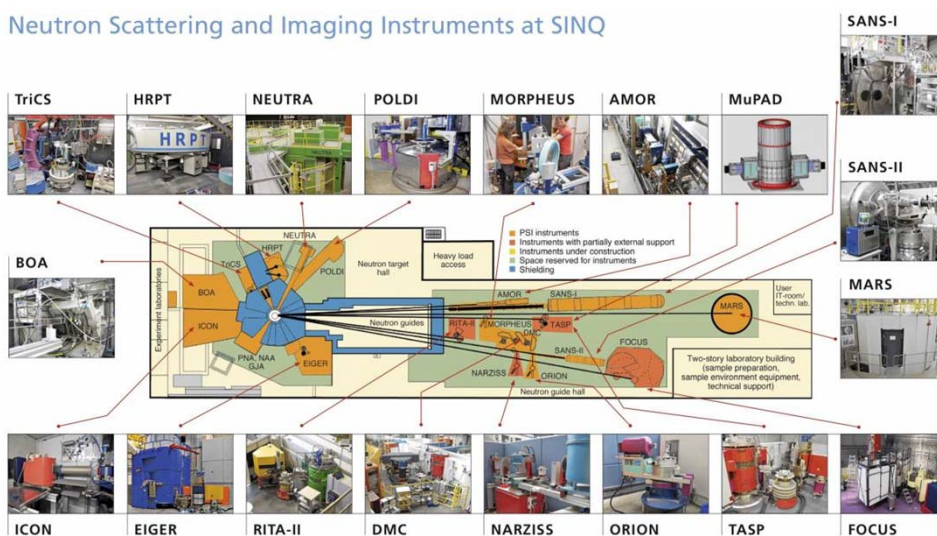 Neutron Scattering and Imaging Instruments at SINQ
SANS-I
TriCS
HRPT
NEUTRA
POLDI
MORPHEUS
AMOR
MuPAD
HRPT
SANS-II
BOA
MARS
NEUTRA
HRPT
TriCS
POLDI
BOA
ICON
PNA, NAA
GJA
EIGER
Experiment laboratories
Neutron target
hall
Heavy load
access
PSI instruments
Instruments with partially external support
Instruments under construction
Space reserved for instruments
Shielding
Neutron guides
AMOR
SANS-I
RITA-II
MORPHEUS
DMC
TASP
SANS-II
FOCUS
NARZISS
ORION
Neutron guide hall
MARS
User
IT-room/
techn. lab.
Two-story laboratory building
(sample preparation,
sample environment equipment,
technical support)
ICON
EIGER
RITA-II
DMC
NARZISS
ORION
TASP
FOCUS